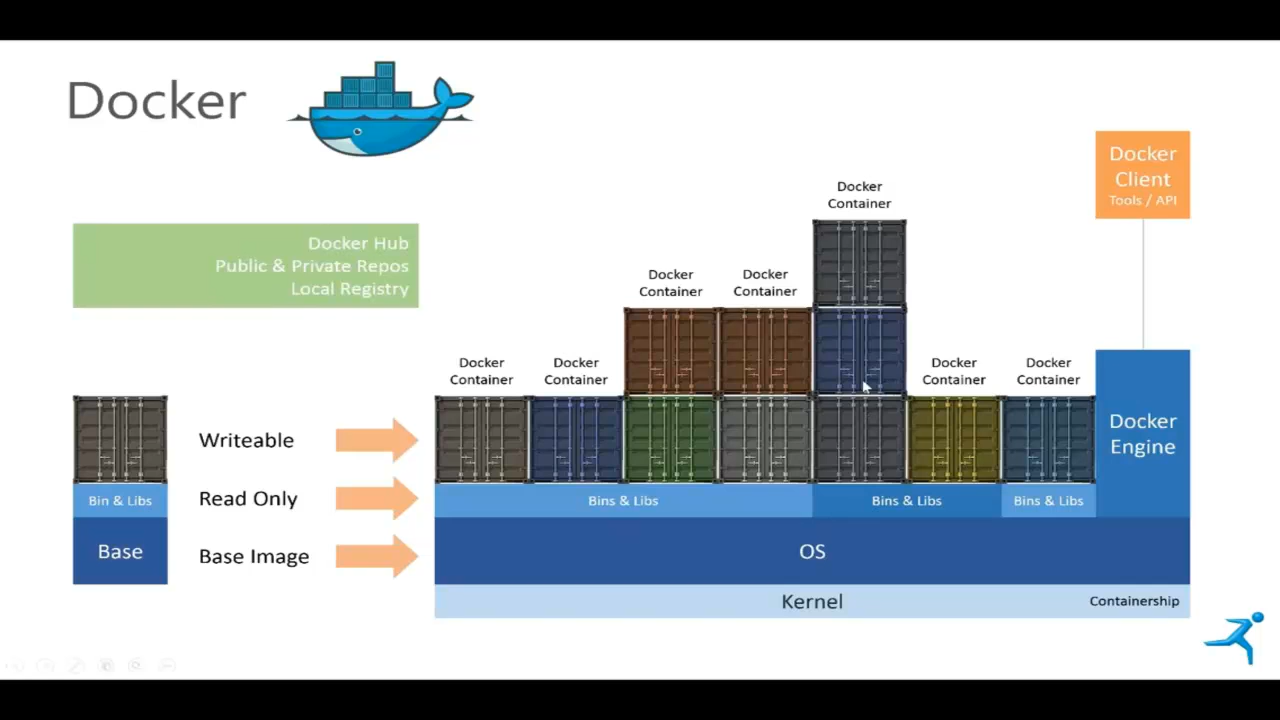 Docker
Docker
Client
Tools / API
Docker
Container
Docker Hub
Public & Private Repos
Local Registry
Docker
Container
Docker
Container
Docker
Container
Docker
Container
Docker
Container
Docker
Container
Docker
Engine
Writeable
Bin & Libs
Read Only
Bins & Libs
Bins & Libs
Bins & Libs
Base
Base Image
OS
Kernel
Containership